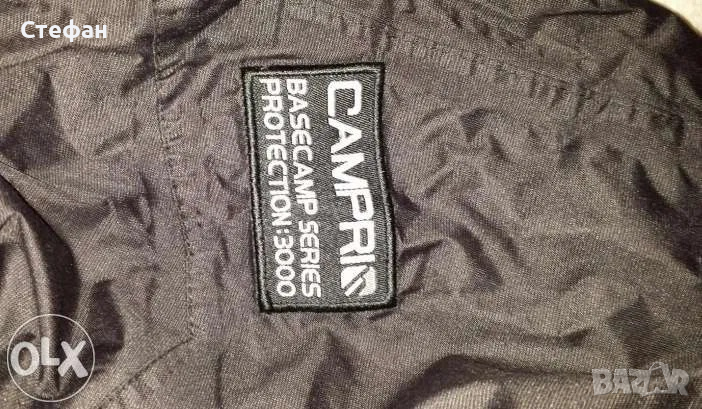 Стефан
CAMPRI
BASECAMP SERIES
PROTECTION:3000
OLX
BAZAR